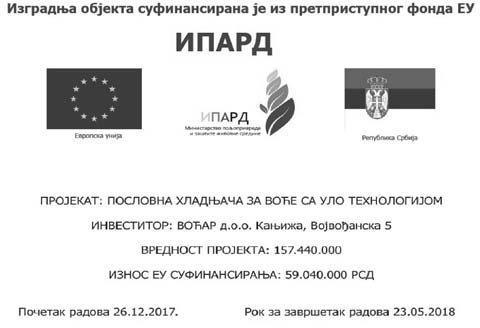 Изградња објекта суфинансирана је из претприступног фонда ЕУ
ИПАРД
ИПАРД
Министарство пољопривреде
и заштите животне средине
Европска унија
Република Србија
ПРОЈЕКАТ: ПОСЛОВНА ХЛАДЊАЧА ЗА ВОЋЕ СА УЛО ТЕХНОЛОГИЈОМ
ИНВЕСТИТОР: ВОЋАР д.о.о. Кањижа, Војвођанска 5
ВРЕДНОСТ ПРОЈЕКТА: 157.440.000
ИЗНОС ЕУ СУФИНАНСИРАЊА: 59.040.000 РСД
Почетак радова 26.12.2017. Рок за завршетак радова 23.05.2018